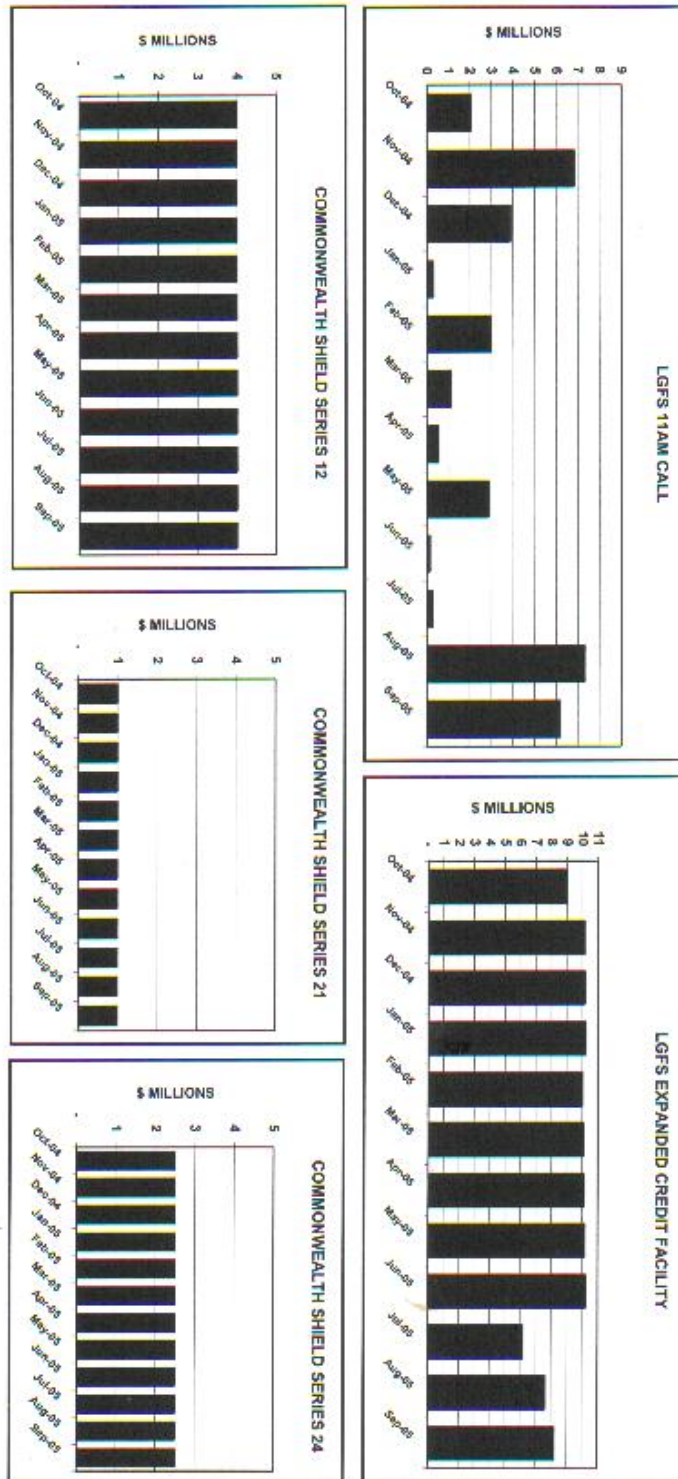 LGFS 11AM CALL
$ MILLIONS
9
8
7
6
5
4
3
2
1
0
Oct-04
Nov-04
Dec-04
Jan-05
Feb-05
Mar-05
Apr-05
May-05
Jun-05
Jul-05
Aug-05
Sep-05
LGFS EXPANDED CREDIT FACILITY
$ MILLIONS
11
10
9
8
7
6
5
4
3
2
1
-
Oct-04
Nov-04
Dec-04
Jan-05
Feb-05
Mar-05
Apr-05
May-05
Jun-05
Jul-05
Aug-05
Sep-05
COMMONWEALTH SHIELD SERIES 12
$ MILLIONS
5
4
3
2
1
-
Oct-04
Nov-04
Dec-04
Jan-05
Feb-05
Mar-05
Apr-05
May-05
Jun-05
Jul-05
Aug-05
Sep-05
COMMONWEALTH SHIELD SERIES 21
$ MILLIONS
5
4
3
2
1
-
Oct-04
Nov-04
Dec-04
Jan-05
Feb-05
Mar-05
Apr-05
May-05
Jun-05
Jul-05
Aug-05
Sep-05
COMMONWEALTH SHIELD SERIES 24
$ MILLIONS
5
4
3
2
1
-
Oct-04
Nov-04
Dec-04
Jan-05
Feb-05
Mar-05
Apr-05
May-05
Jun-05
Jul-05
Aug-05
Sep-05